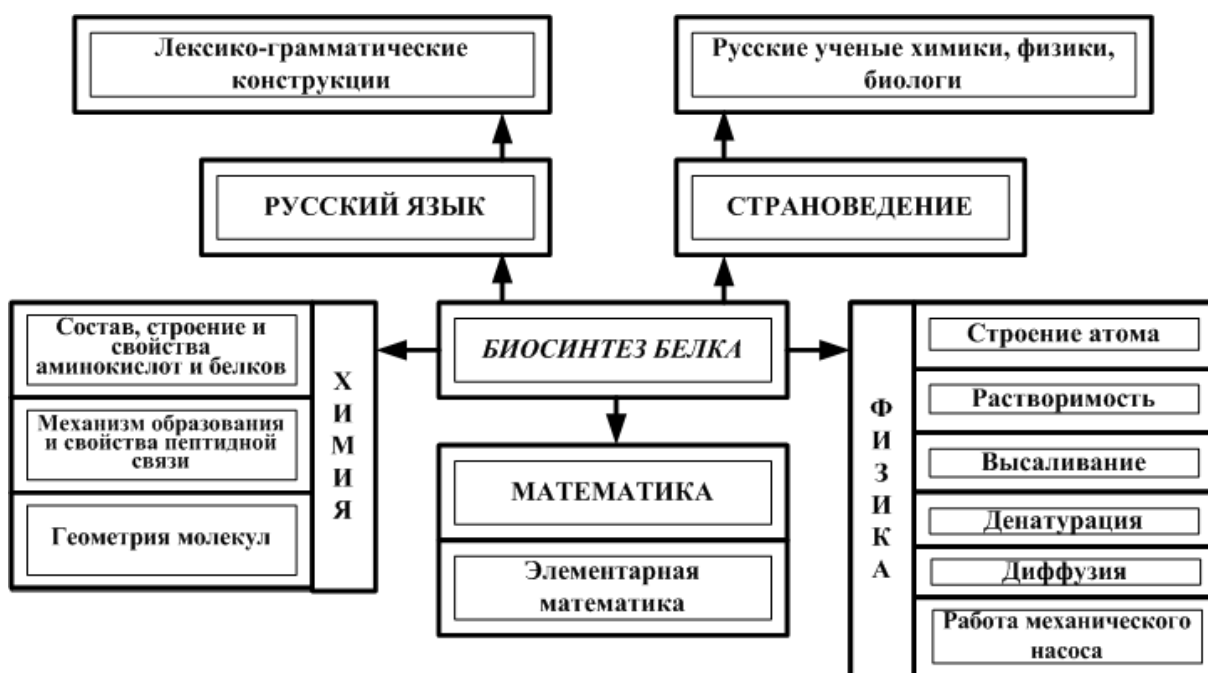 Лексико-грамматические
конструкции
Русские ученые химики, физики,
биологи
РУССКИЙ ЯЗЫК
СТРАНОВЕДЕНИЕ
Состав, строение и
свойства
аминокислот и белков
Механизм образования
и свойства пептидной
связи
Геометрия молекул
Х
И
М
И
Я
БИОСИНТЕЗ БЕЛКА
МАТЕМАТИКА
Элементарная
математика
Ф
И
З
И
К
А
Строение атома
Растворимость
Высаливание
Денатурация
Диффузия
Работа механического
насоса